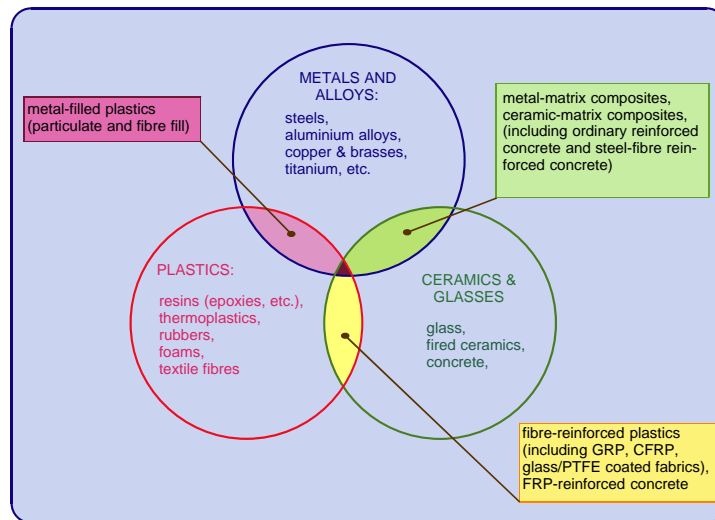 METALS AND
ALLOYS:
steels,
aluminium alloys,
copper & brasses,
titanium, etc.
metal-filled plastics
(particulate and fibre fill)
metal-matrix composites,
ceramic-matrix composites,
(including ordinary reinforced
concrete and steel-fibre rein-
forced concrete)
PLASTICS:
resins (epoxies, etc.),
thermoplastics,
rubbers,
foams,
textile fibres
CERAMICS &
GLASSES
glass,
fired ceramics,
concrete,
fibre-reinforced plastics
(including GRP, CFRP,
glass/PTFE coated fabrics),
FRP-reinforced concrete